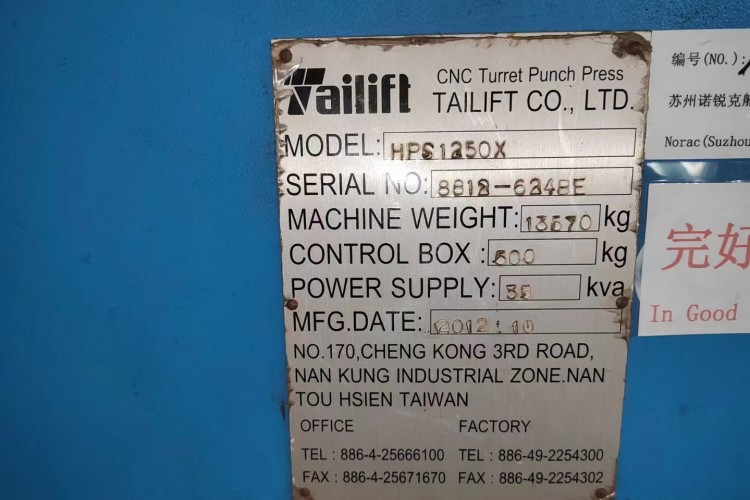 Tailift
CNC Turret Punch Press
TAILIFT CO., LTD.
MODEL: HPS1250X
SERIAL NO: 8812-6248E
MACHINE WEIGHT: 13570 kg
CONTROL BOX : 500 kg
POWER SUPPLY: 35 kva
MFG.DATE: 2012.10
NO.170,CHENG KONG 3RD ROAD,
NAN KUNG INDUSTRIAL ZONE.NAN
TOU HSIEN TAIWAN
OFFICE FACTORY
TEL : 886-4-25666100 TEL : 886-49-2254300
FAX : 886-4-25671670 FAX : 886-49-2254302
编号(NO.):
苏州诺锐克
Norac(Suzhou
完好
In Good